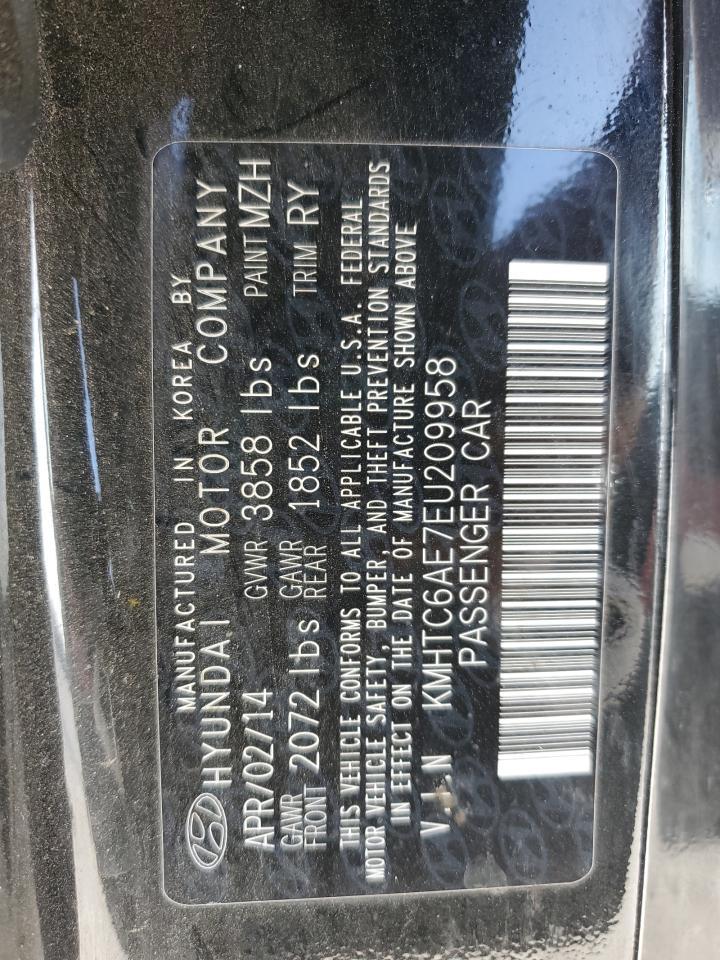 MANUFACTURED IN KOREA BY
HYUNDAI MOTOR COMPANY
APR/02/14 GVWR 3858 lbs PAINT MZH
GAWR FRONT 2072 lbs GAWR REAR 1852 lbs TRIM RY
THIS VEHICLE CONFORMS TO ALL APPLICABLE U.S.A. FEDERAL
MOTOR VEHICLE SAFETY, BUMPER, AND THEFT PREVENTION STANDARDS
IN EFFECT ON THE DATE OF MANUFACTURE SHOWN ABOVE
V.I.N KMHTC6AE7EU209958
PASSENGER CAR